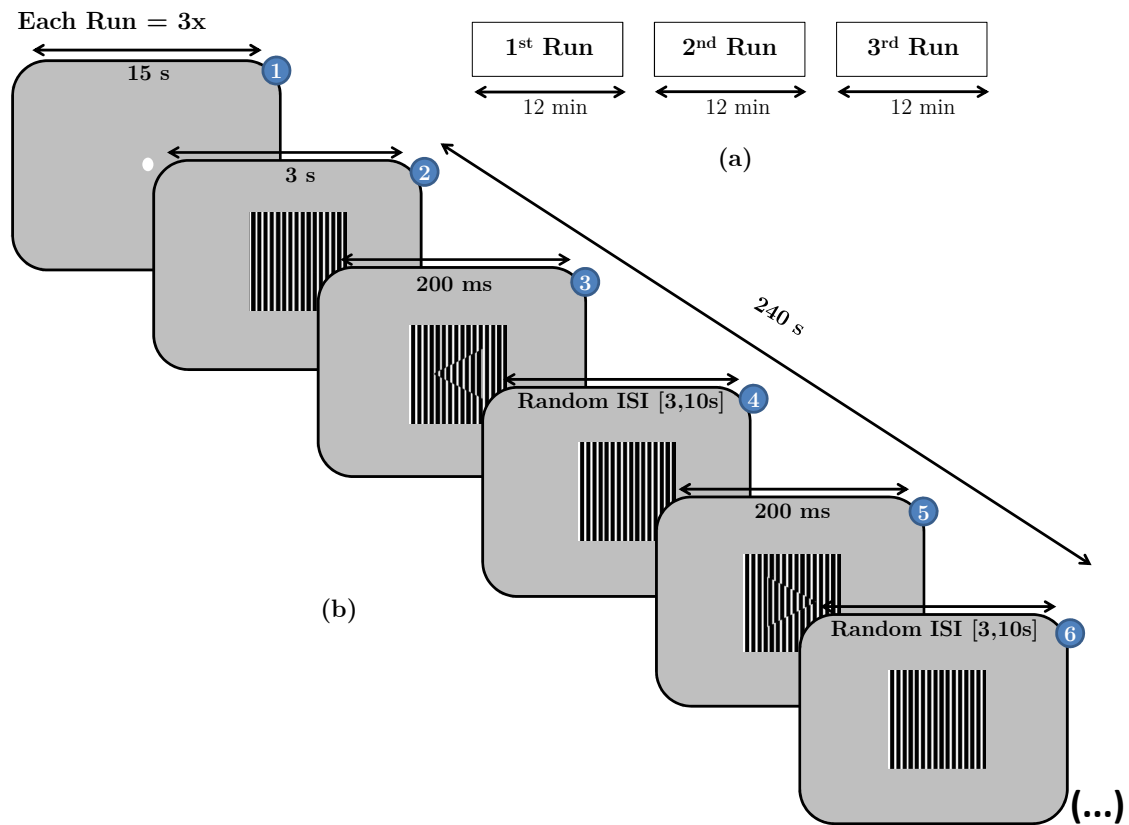 Each Run = 3x
1st Run
2nd Run
3rd Run
12 min
12 min
12 min
(a)
15 s
1
3 s
2
200 ms
3
240 s
Random ISI [3,10s]
4
200 ms
5
(b)
Random ISI [3,10s]
6
(...)